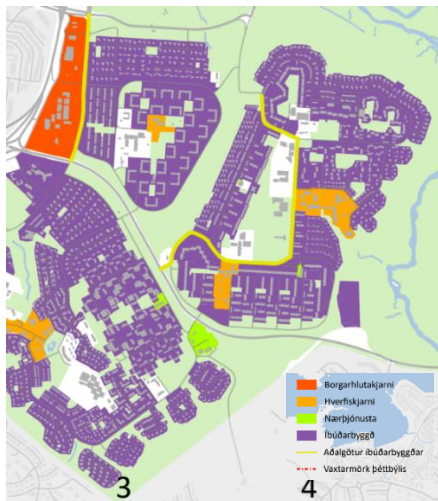 Borgarhlutakjarni
Hverfiskjarni
Nærþjónusta
Íbúðarbyggð
Aðalgötur íbúðarbyggðar
Vaxtarmörk þéttbýlis
3
4